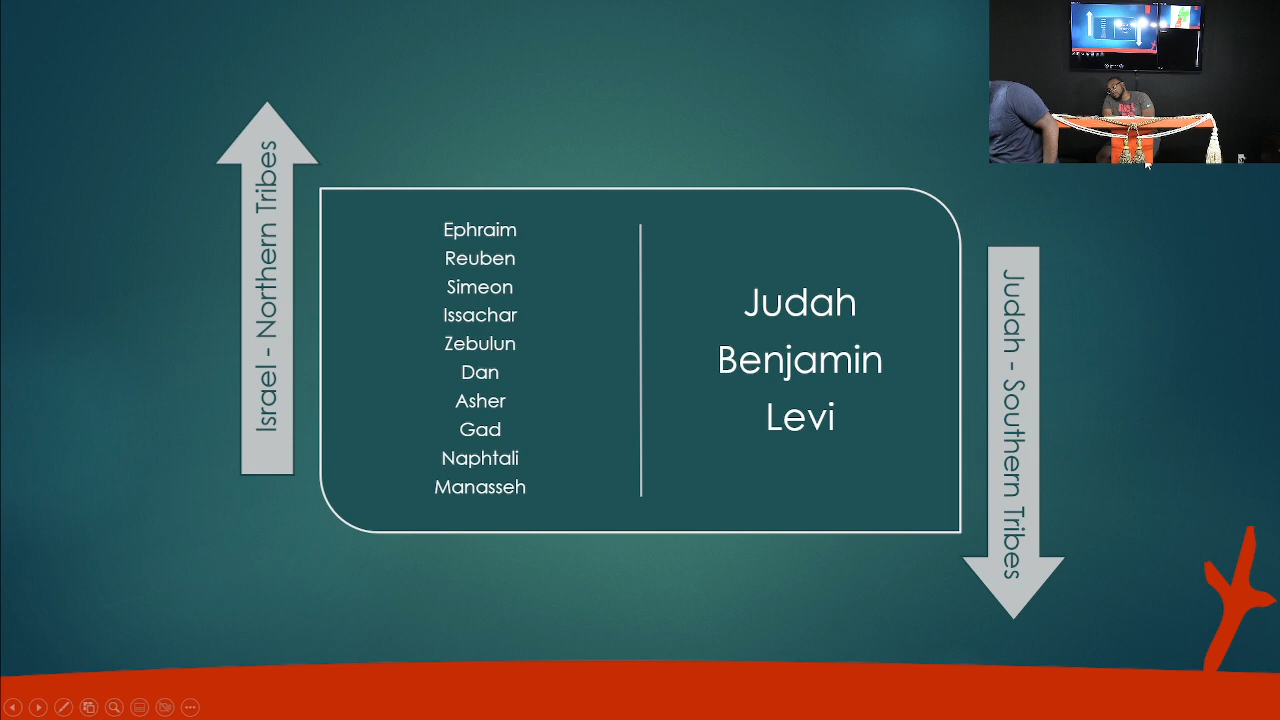 Israel - Northern Tribes
Ephraim
Reuben
Simeon
Issachar
Zebulun
Dan
Asher
Gad
Naphtali
Manasseh
Judah
Benjamin
Levi
Judah - Southern Tribes